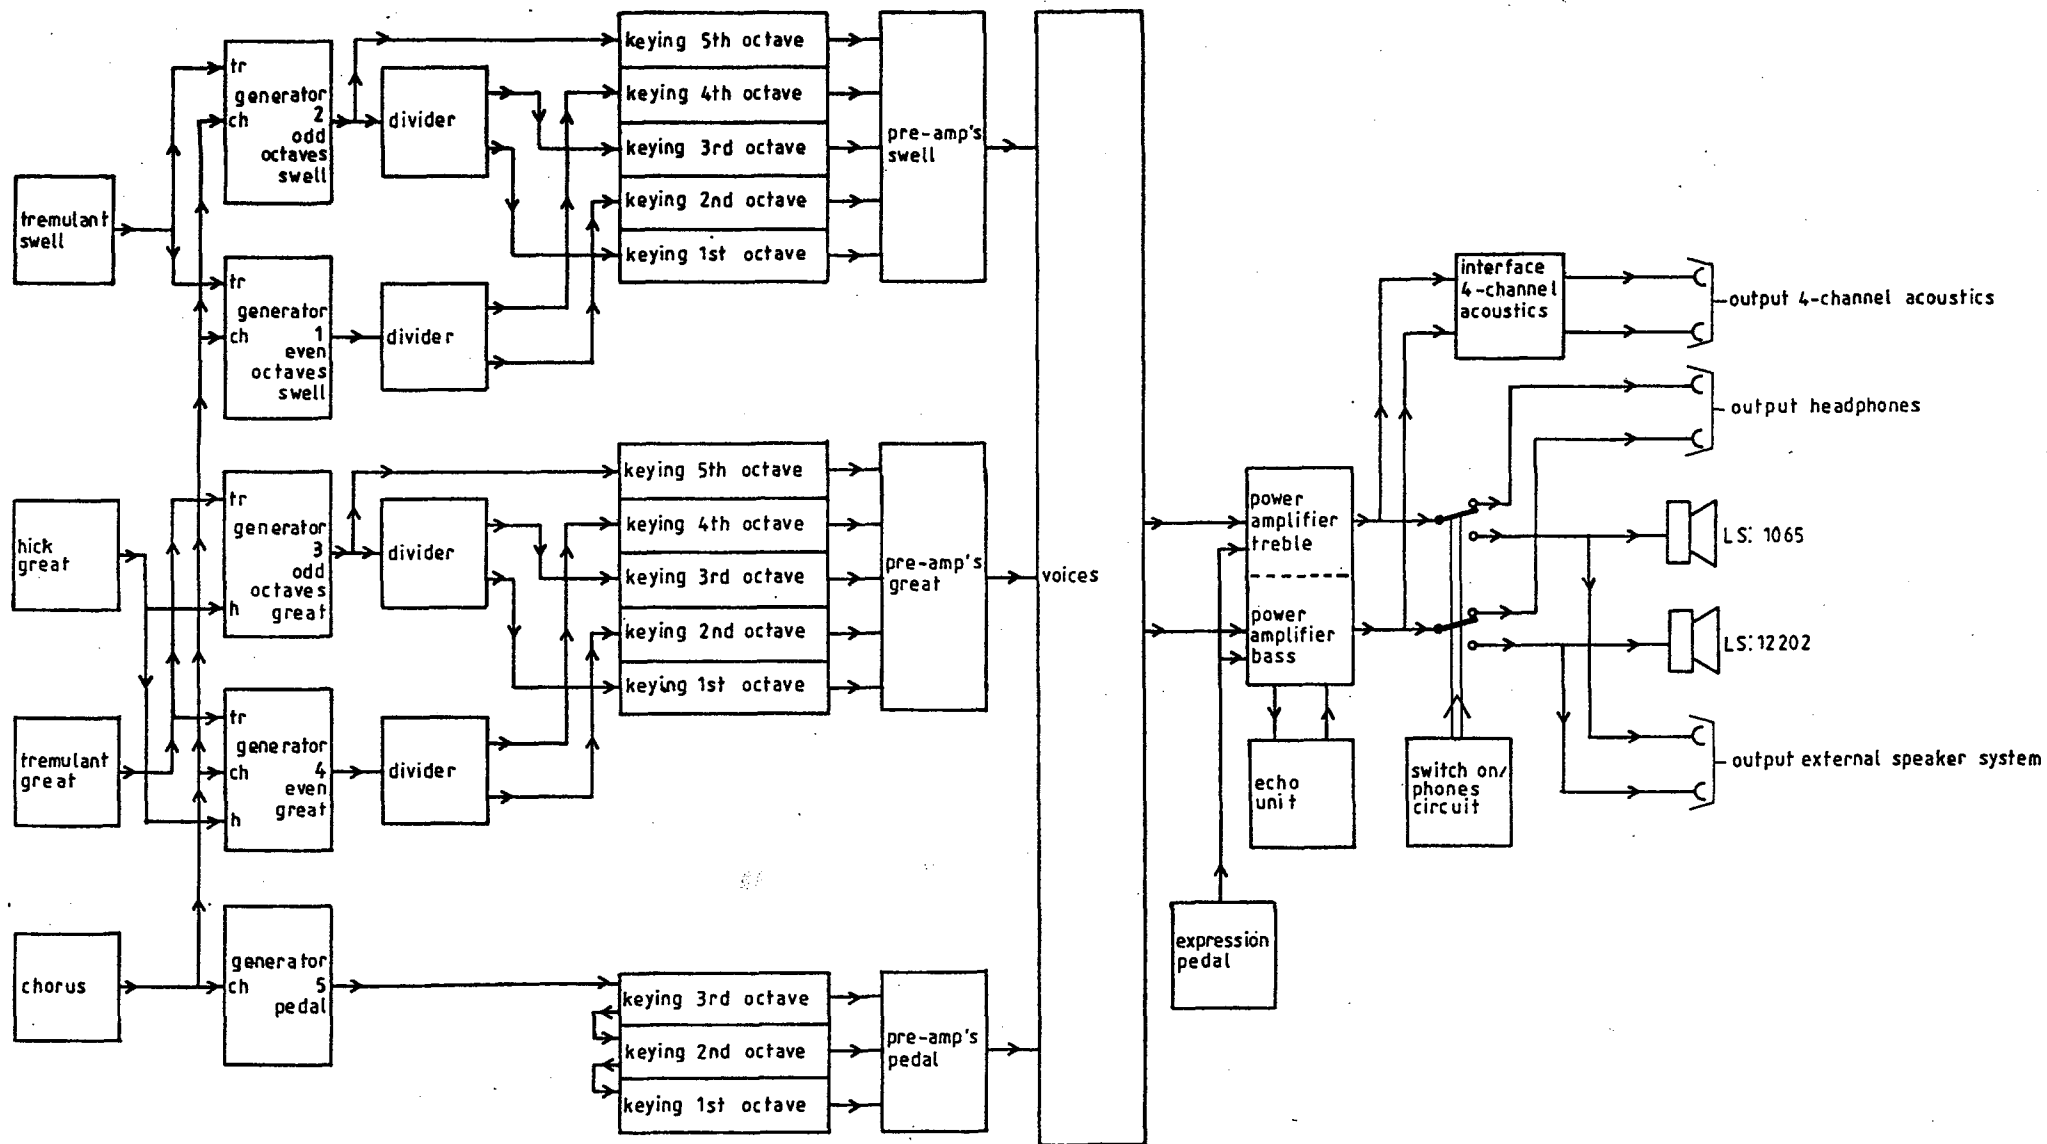 tremulant
swell
hick
great
tremulant
great
chorus
tr
generator
2
ch
odd
octaves
swell
tr
generator
1
ch
even
octaves
swell
tr
generator
3
odd
octaves
h
great
tr
generator
4
ch
even
great
h
generator
ch
5
pedal
divider
divider
divider
divider
keying 5th octave
keying 4th octave
keying 3rd octave
keying 2nd octave
keying 1st octave
keying 5th octave
keying 4th octave
keying 3rd octave
keying 2nd octave
keying 1st octave
keying 3rd octave
keying 2nd octave
keying 1st octave
pre-amp's
swell
pre-amp's
great
pre-amp's
pedal
voices
power
amplifier
treble
power
amplifier
bass
echo
unit
expression
pedal
switch on/
phones
circuit
interface
4-channel
acoustics
output 4-channel acoustics
output headphones
LS: 1065
LS: 12202
output external speaker system